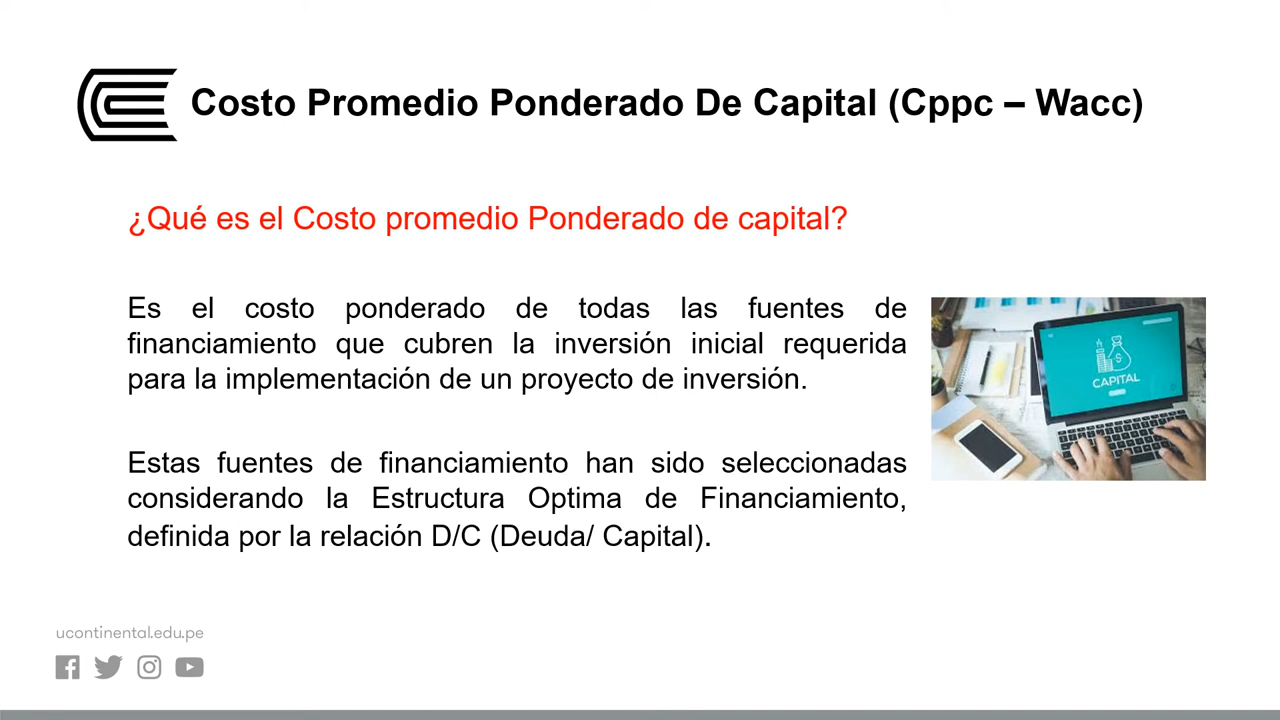 Costo Promedio Ponderado De Capital (Cppc – Wacc)
¿Qué es el Costo promedio Ponderado de capital?
Es el costo ponderado de todas las fuentes de
financiamiento que cubren la inversión inicial requerida
para la implementación de un proyecto de inversión.
CAPITAL
Estas fuentes de financiamiento han sido seleccionadas
considerando la Estructura Optima de Financiamiento,
definida por la relación D/C (Deuda/ Capital).
ucontinental.edu.pe